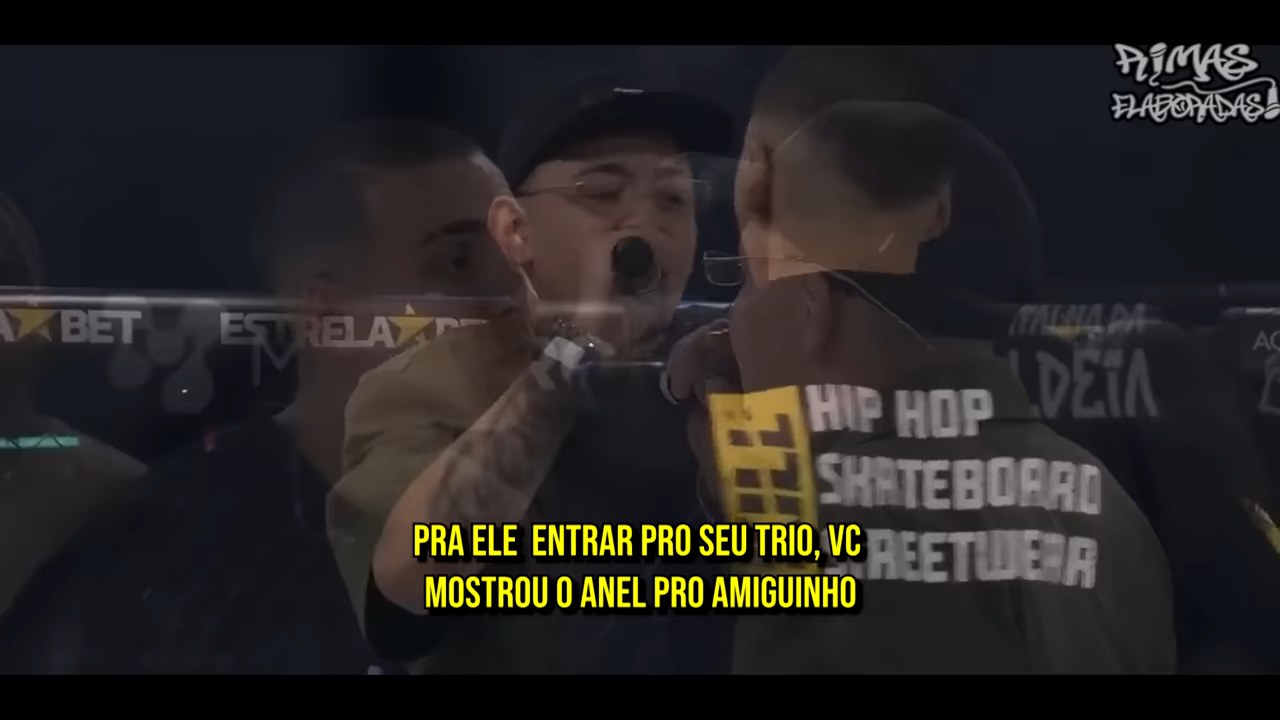 RIMAS
ELABORADAS!
A BET
ESTRELA BET
HIP HOP
SKATEBOARD
STREETWEAR
PRA ELE ENTRAR PRO SEU TRIO, VC
MOSTROU O ANEL PRO AMIGUINHO